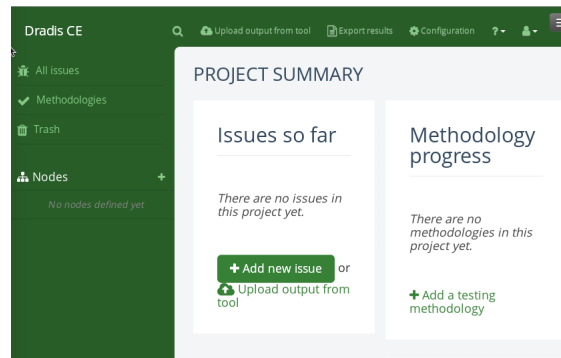 Dradis CE
Upload output from tool
Export results
Configuration
?
All issues
Methodologies
Trash
Nodes
+
No nodes defined yet
PROJECT SUMMARY
Issues so far
There are no issues in
this project yet.
+ Add new issue or
Upload output from
tool
Methodology
progress
There are no
methodologies in this
project yet.
+ Add a testing
methodology